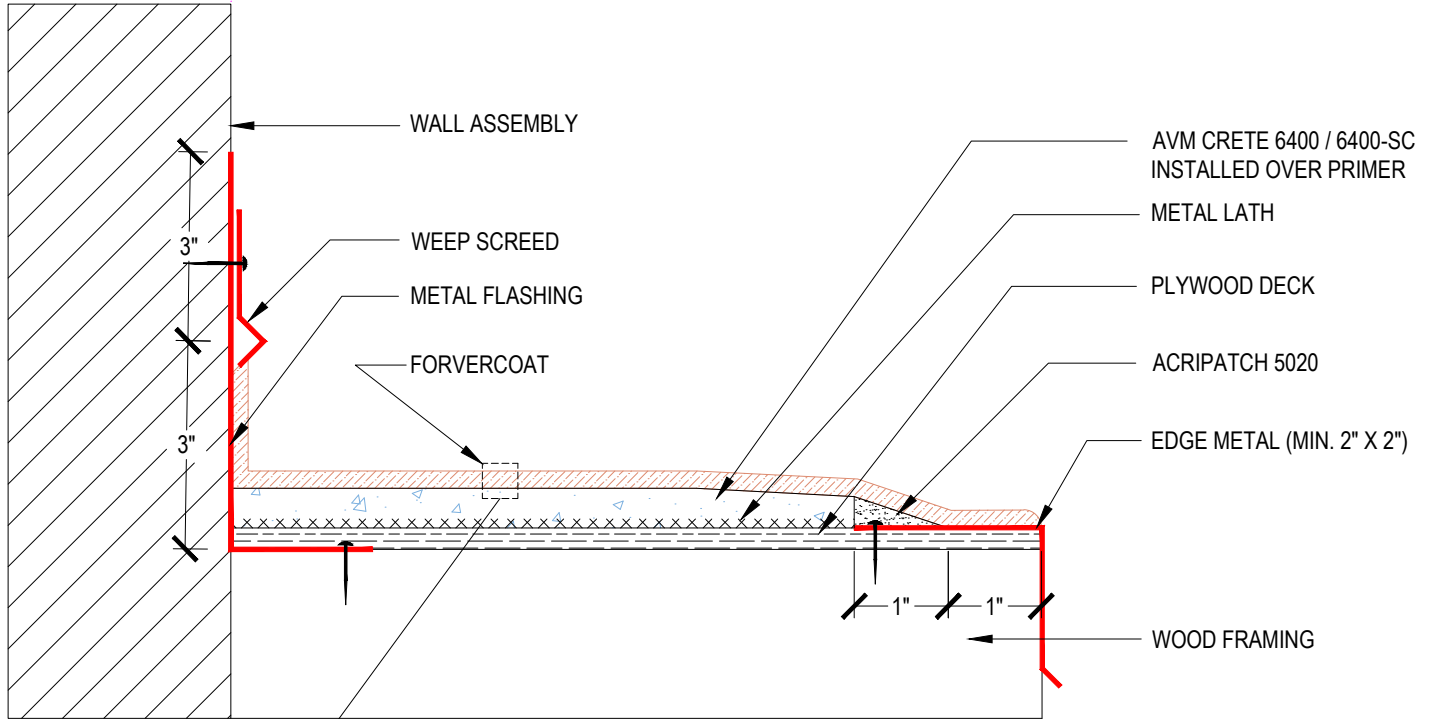 WALL ASSEMBLY
AVM CRETE 6400 / 6400-SC
INSTALLED OVER PRIMER
METAL LATH
3"
WEEP SCREED
METAL FLASHING
PLYWOOD DECK
FORVERCOAT
ACRIPATCH 5020
3"
EDGE METAL (MIN. 2" X 2")
1"
1"
WOOD FRAMING